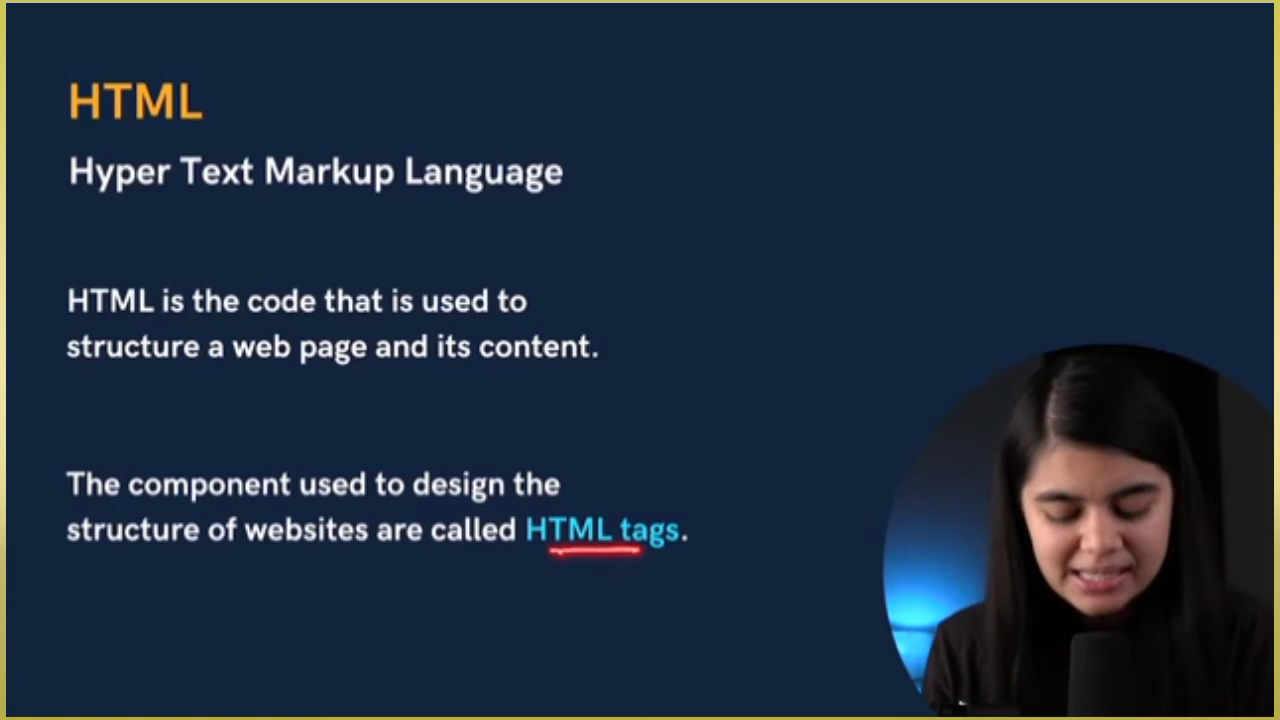 HTML
Hyper Text Markup Language
HTML is the code that is used to
structure a web page and its content.
The component used to design the
structure of websites are called HTML tags.